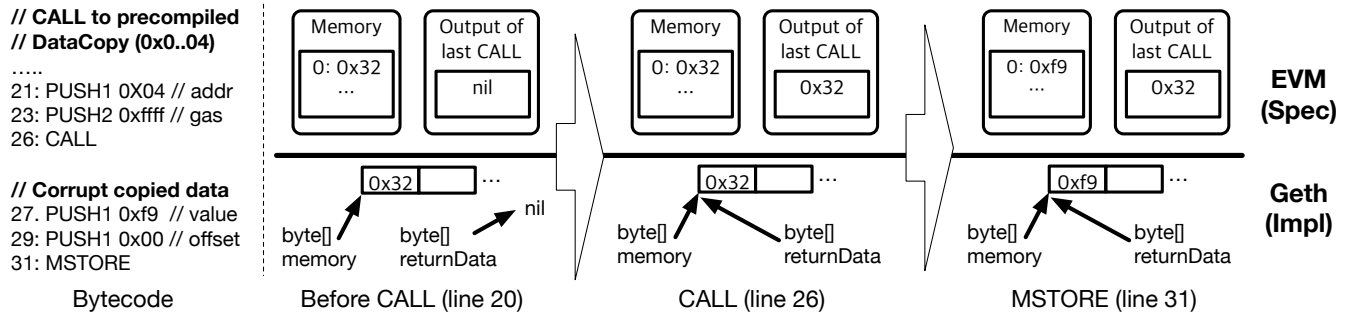 // CALL to precompiled
// DataCopy (0x0..04)
.....
21: PUSH1 0X04 // addr
23: PUSH2 0xffff // gas
26: CALL
// Corrupt copied data
27. PUSH1 0xf9 // value
29: PUSH1 0x00 // offset
31: MSTORE
Bytecode
Memory
0: 0x32
...
Output of
last CALL
nil
0x32
...
nil
byte[]
memory
byte[]
returnData
Before CALL (line 20)
Memory
0: 0x32
...
Output of
last CALL
0x32
0x32
...
byte[]
memory
byte[]
returnData
CALL (line 26)
Memory
0: 0xf9
...
Output of
last CALL
0x32
0xf9
...
byte[]
memory
byte[]
returnData
MSTORE (line 31)
EVM
(Spec)
Geth
(Impl)